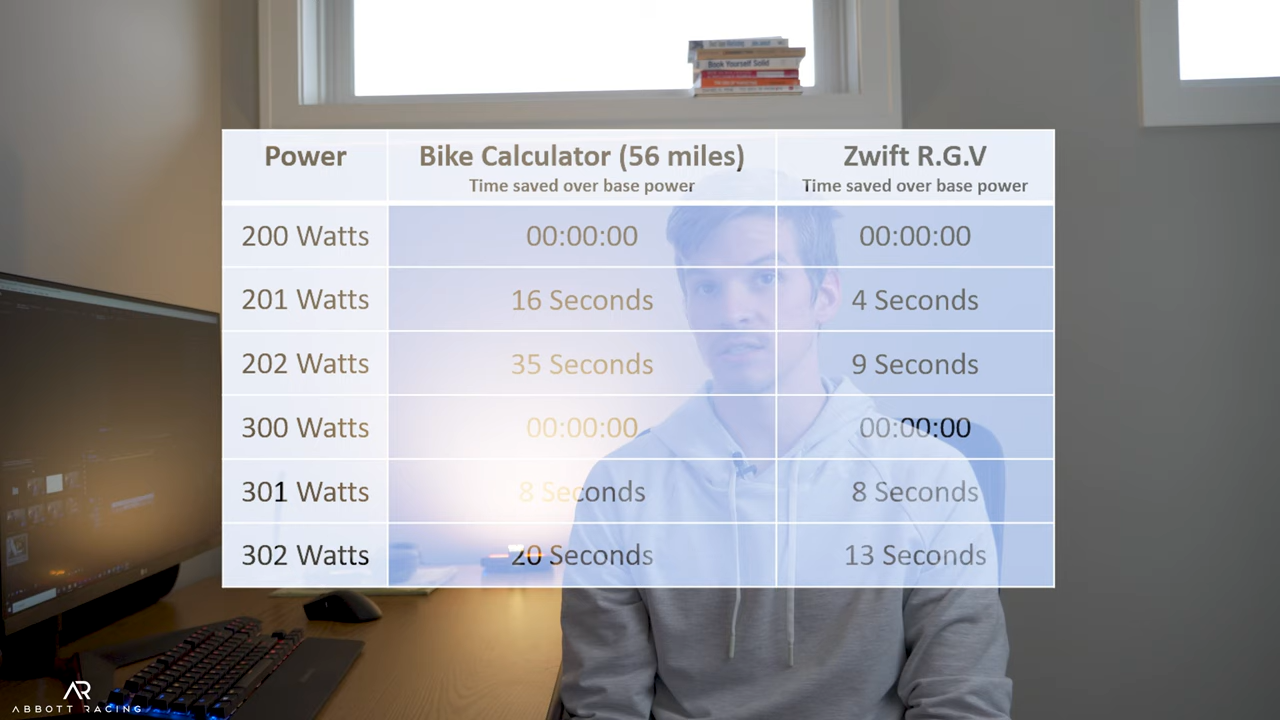 Book Yourself Solid
Power Bike Calculator (56 miles) Zwift R.G.V
Time saved over base power Time saved over base power
200 Watts 00:00:00 00:00:00
201 Watts 16 Seconds 4 Seconds
202 Watts 35 Seconds 9 Seconds
300 Watts 00:00:00 00:00:00
301 Watts 8 Seconds 8 Seconds
302 Watts 20 Seconds 13 Seconds
AR
ABBOTT RACING